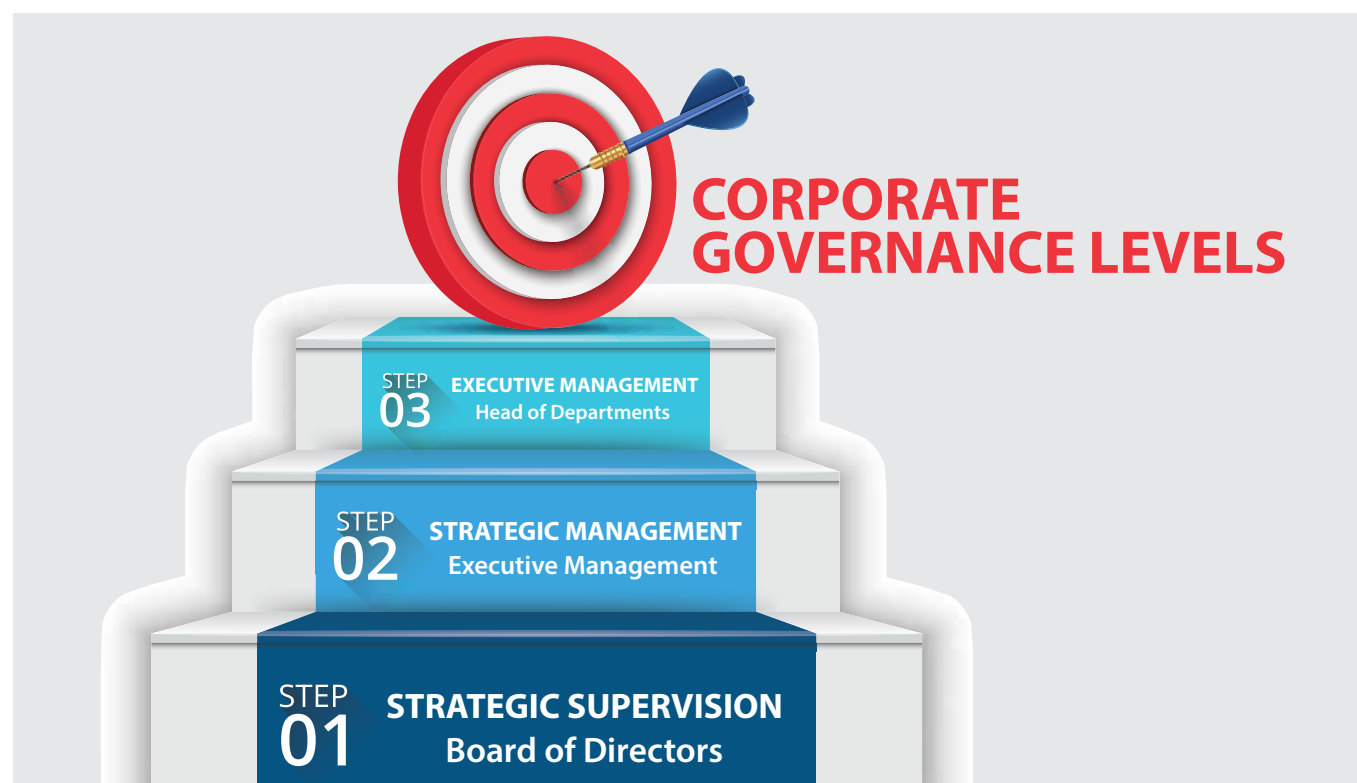 CORPORATE
GOVERNANCE LEVELS
STEP
03
EXECUTIVE MANAGEMENT
Head of Departments
STEP
02
STRATEGIC MANAGEMENT
Executive Management
STEP
01
STRATEGIC SUPERVISION
Board of Directors